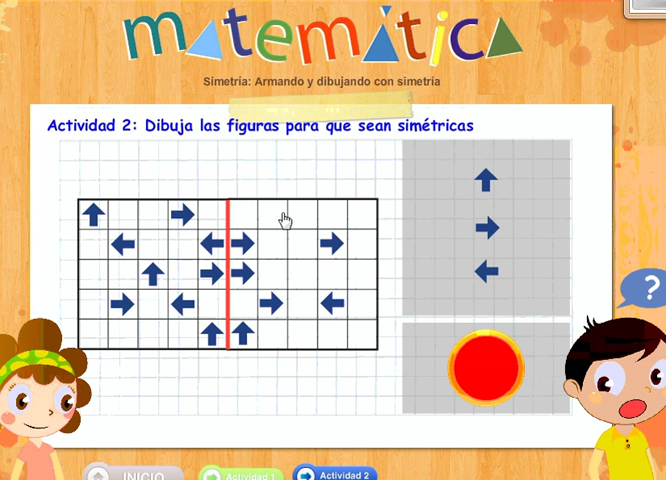 matemática
Simetría: Armando y dibujando con simetría
Actividad 2: Dibuja las figuras para que sean simétricas
?
INICIO
Actividad 1
Actividad 2